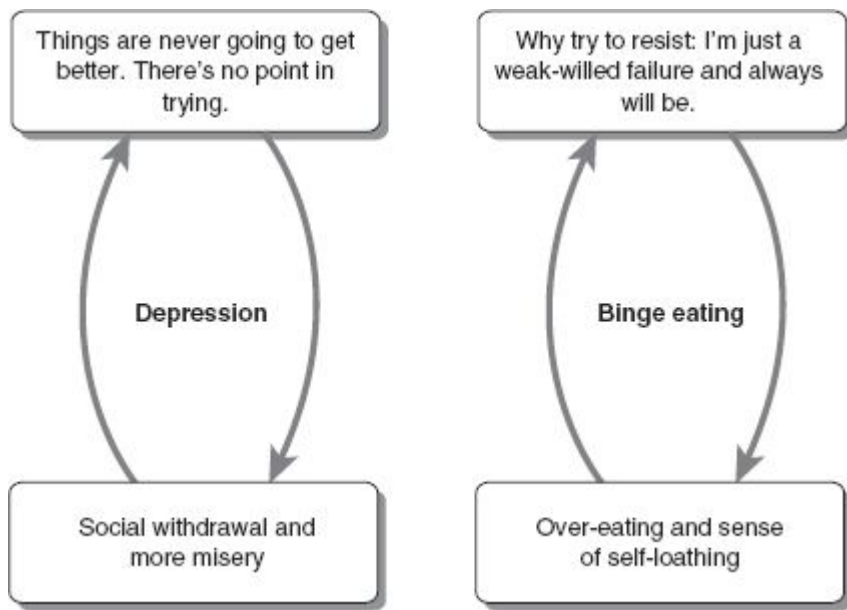 Things are never going to get
better. There's no point in
trying.
Depression
Social withdrawal and
more misery
Why try to resist: I'm just a
weak-willed failure and always
will be.
Binge eating
Over-eating and sense
of self-loathing